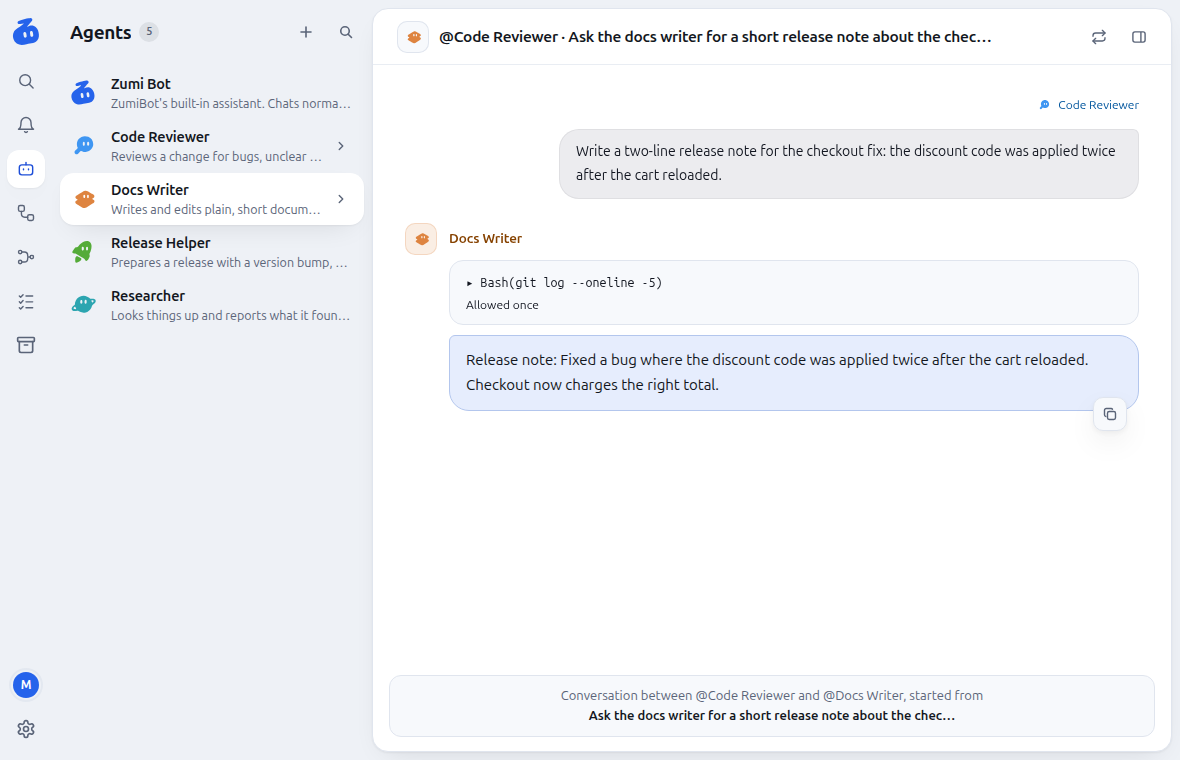 Agents 5
Zumi Bot
ZumiBot's built-in assistant. Chats norma…
Code Reviewer
Reviews a change for bugs, unclear …
Docs Writer
Writes and edits plain, short docum…
Release Helper
Prepares a release with a version bump, …
Researcher
Looks things up and reports what it foun…
M
@Code Reviewer · Ask the docs writer for a short release note about the chec…
Code Reviewer
Write a two-line release note for the checkout fix: the discount code was applied twice
after the cart reloaded.
Docs Writer
▸ Bash(git log --oneline -5)
Allowed once
Release note: Fixed a bug where the discount code was applied twice after the cart reloaded.
Checkout now charges the right total.
Conversation between @Code Reviewer and @Docs Writer, started from
Ask the docs writer for a short release note about the chec…